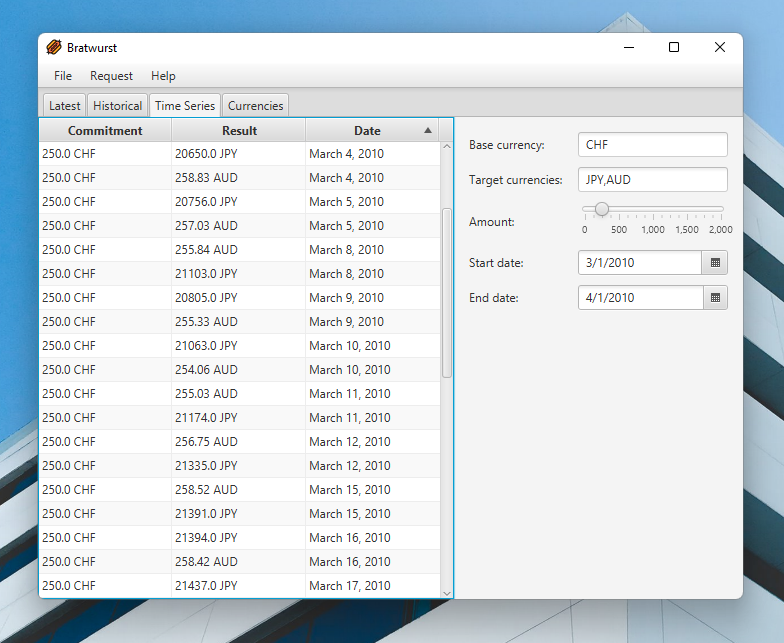 Bratwurst
File Request Help
Latest Historical Time Series Currencies
Commitment Result Date
250.0 CHF 20650.0 JPY March 4, 2010
250.0 CHF 258.83 AUD March 4, 2010
250.0 CHF 20756.0 JPY March 5, 2010
250.0 CHF 257.03 AUD March 5, 2010
250.0 CHF 255.84 AUD March 8, 2010
250.0 CHF 21103.0 JPY March 8, 2010
250.0 CHF 20805.0 JPY March 9, 2010
250.0 CHF 255.33 AUD March 9, 2010
250.0 CHF 21063.0 JPY March 10, 2010
250.0 CHF 254.06 AUD March 10, 2010
250.0 CHF 255.03 AUD March 11, 2010
250.0 CHF 21174.0 JPY March 11, 2010
250.0 CHF 256.75 AUD March 12, 2010
250.0 CHF 21335.0 JPY March 12, 2010
250.0 CHF 258.52 AUD March 15, 2010
250.0 CHF 21391.0 JPY March 15, 2010
250.0 CHF 21394.0 JPY March 16, 2010
250.0 CHF 258.42 AUD March 16, 2010
250.0 CHF 21437.0 JPY March 17, 2010
Base currency: CHF
Target currencies: JPY,AUD
Amount:
0 500 1,000 1,500 2,000
Start date: 3/1/2010
End date: 4/1/2010